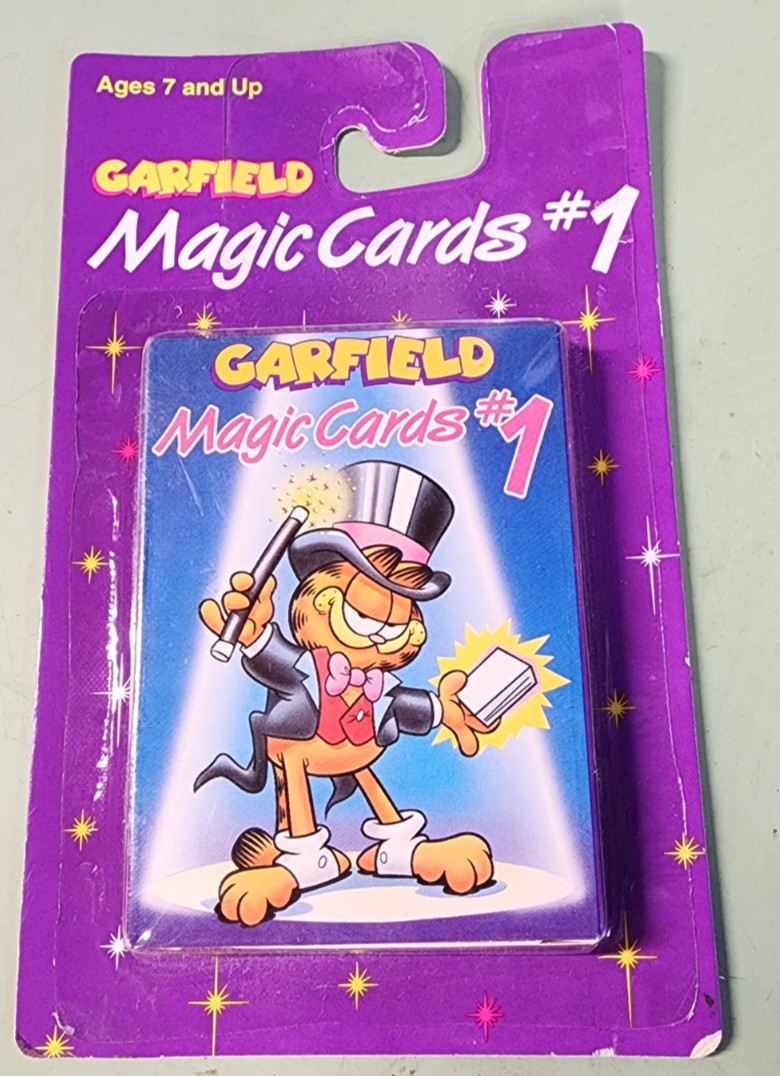 Ages 7 and Up
GARFIELD
Magic Cards #1
GARFIELD
Magic Cards #1